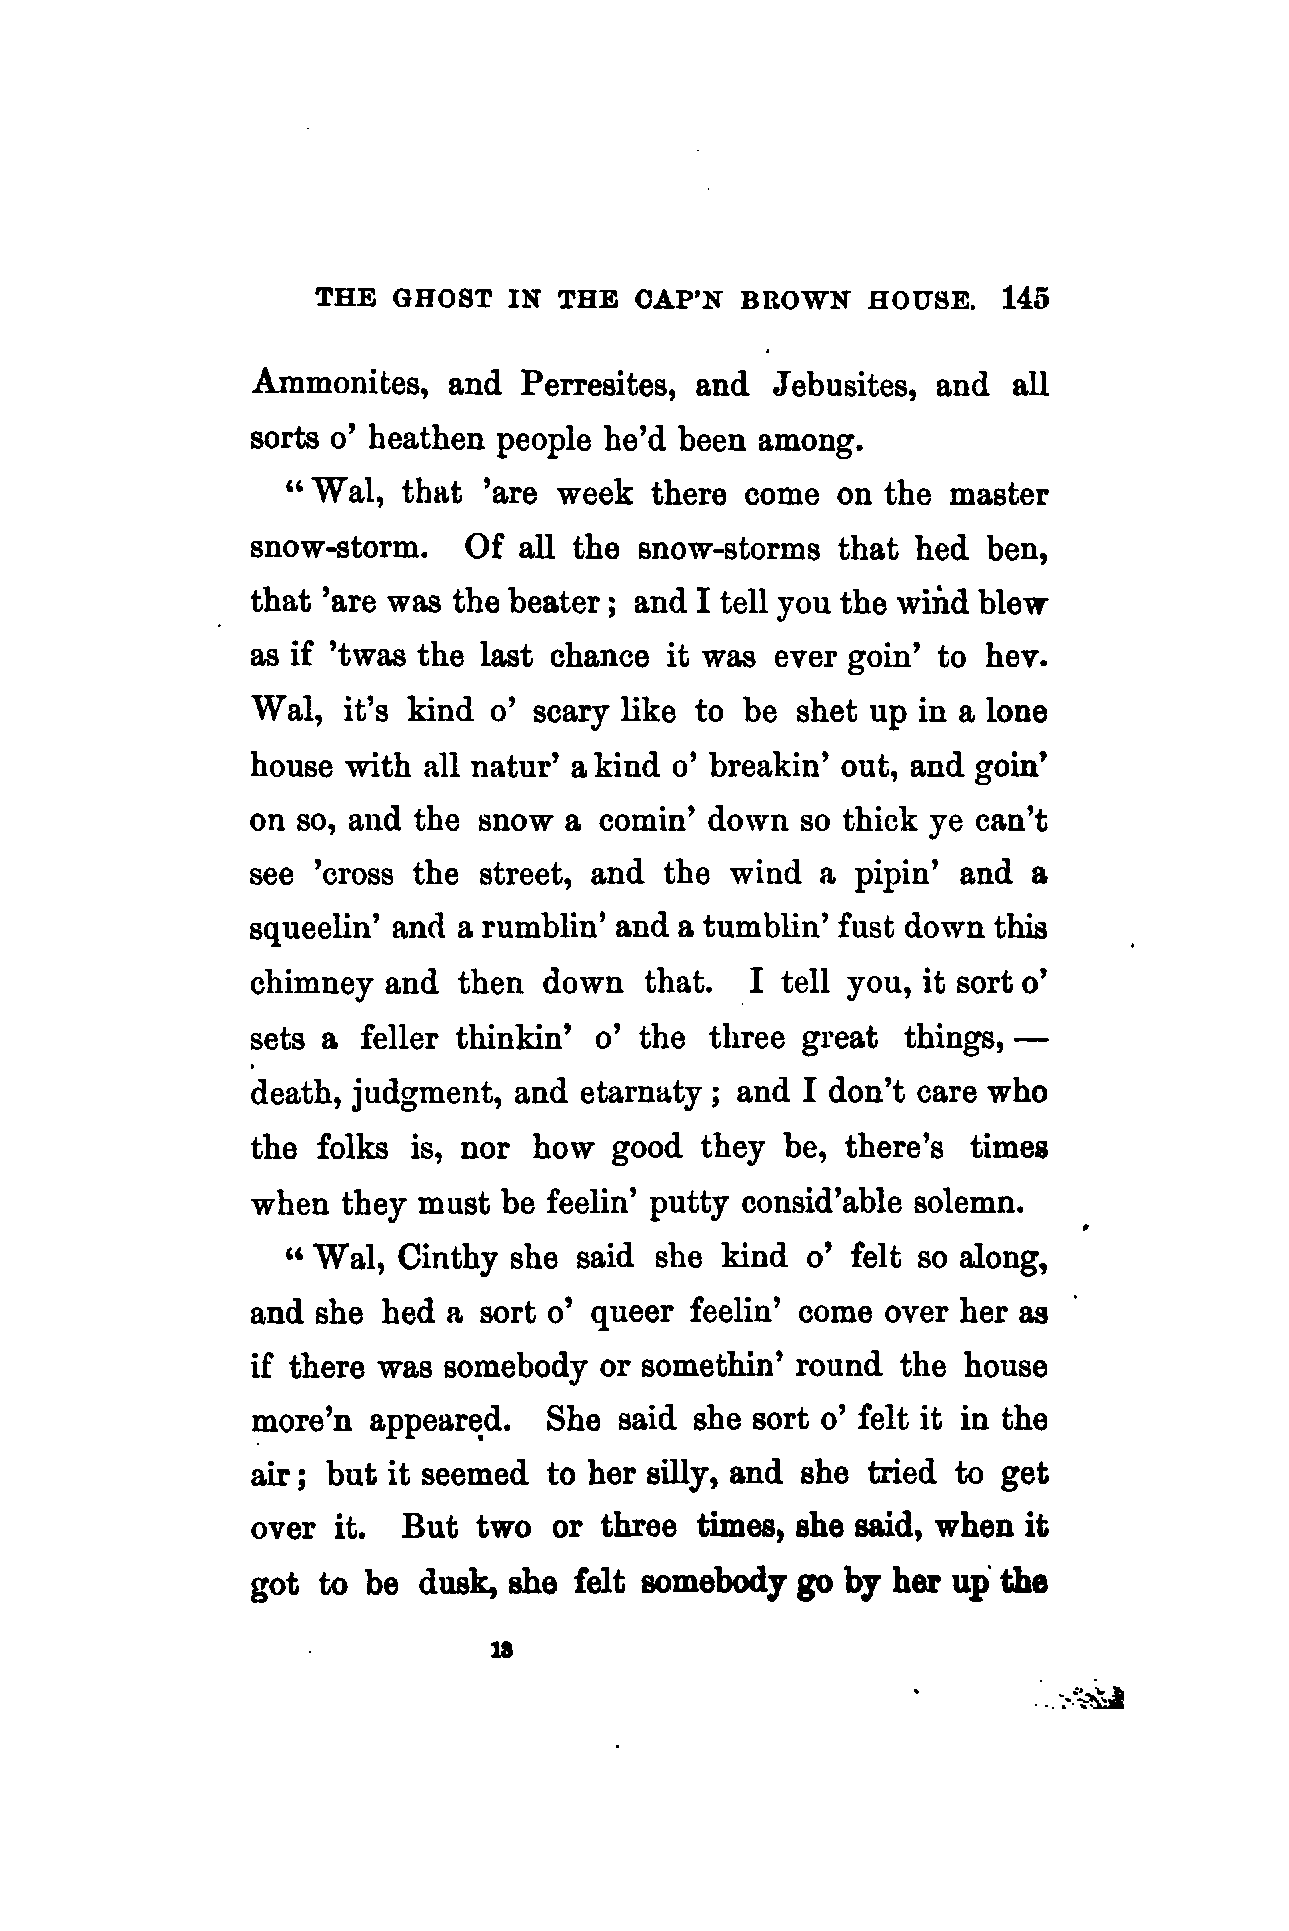 THE GHOST IN THE CAP'N BROWN HOUSE. 145
Ammonites, and Perresites, and Jebusites, and all
sorts o' heathen people he'd been among.
“Wal, that 'are week there come on the master
snow-storm. Of all the snow-storms that hed ben,
that 'are was the beater; and I tell you the wind blew
as if 'twas the last chance it was ever goin' to hev.
Wal, it's kind o' scary like to be shet up in a lone
house with all natur' a kind o' breakin' out, and goin'
on so, and the snow a comin' down so thick ye can't
see 'cross the street, and the wind a pipin' and a
squeelin' and a rumblin' and a tumblin' fust down this
chimney and then down that. I tell you, it sort o'
sets a feller thinkin' o' the three great things, —
death, judgment, and etarnaty; and I don't care who
the folks is, nor how good they be, there's times
when they must be feelin' putty consid'able solemn.
“Wal, Cinthy she said she kind o' felt so along,
and she hed a sort o' queer feelin' come over her as
if there was somebody or somethin' round the house
more'n appeared. She said she sort o' felt it in the
air; but it seemed to her silly, and she tried to get
over it. But two or three times, she said, when it
got to be dusk, she felt somebody go by her up the
13